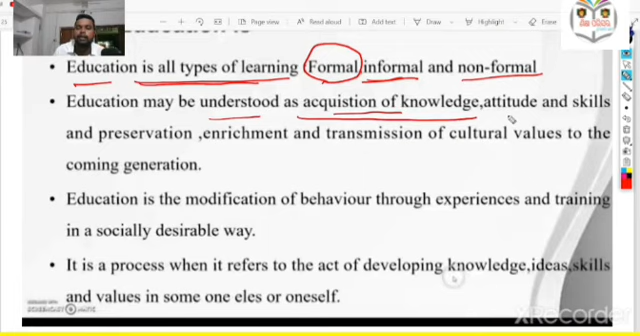 Page view
Read aloud
Add text
Draw
Highlight
Erase
• Education is all types of learning (Formal) informal and non-formal
• Education may be understood as acquistion of knowledge,attitude and skills
and preservation ,enrichment and transmission of cultural values to the
coming generation.
• Education is the modification of behaviour through experiences and training
in a socially desirable way.
• It is a process when it refers to the act of developing knowledge,ideas,skills
and values in some one eles or oneself.
XRecorder